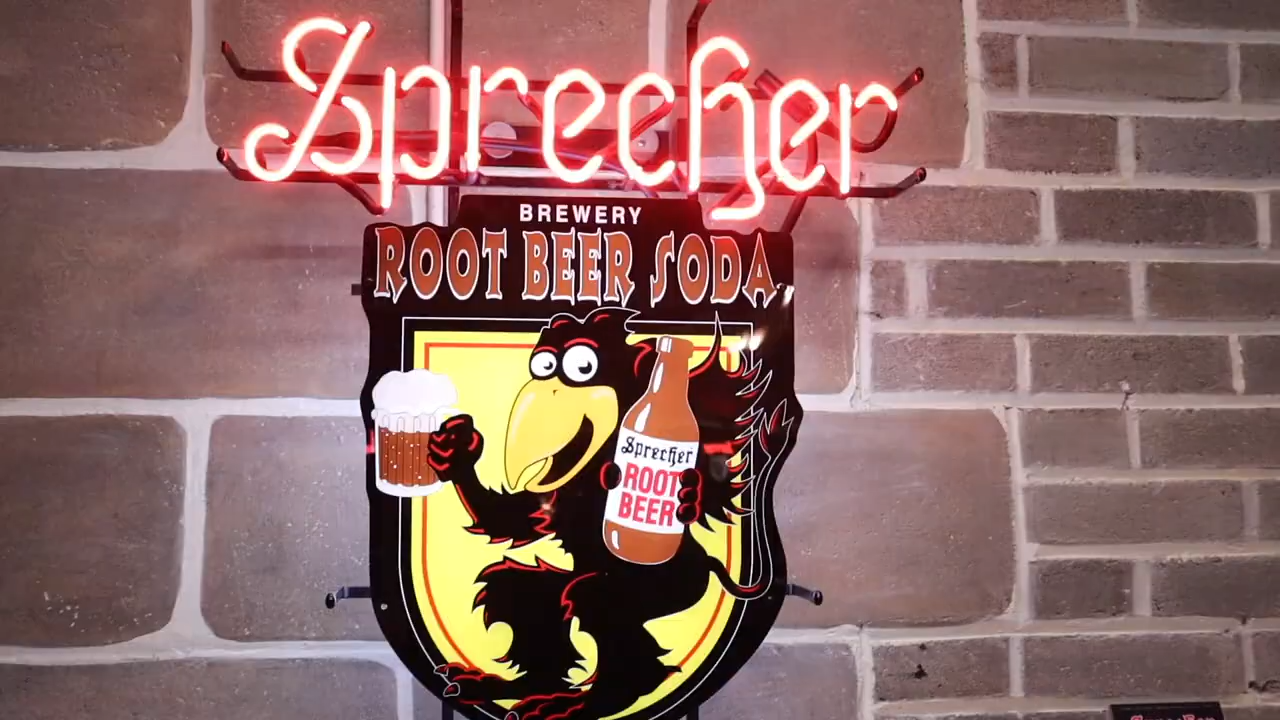 Sprecher
BREWERY
ROOT BEER SODA
Sprecher
ROOT
BEER